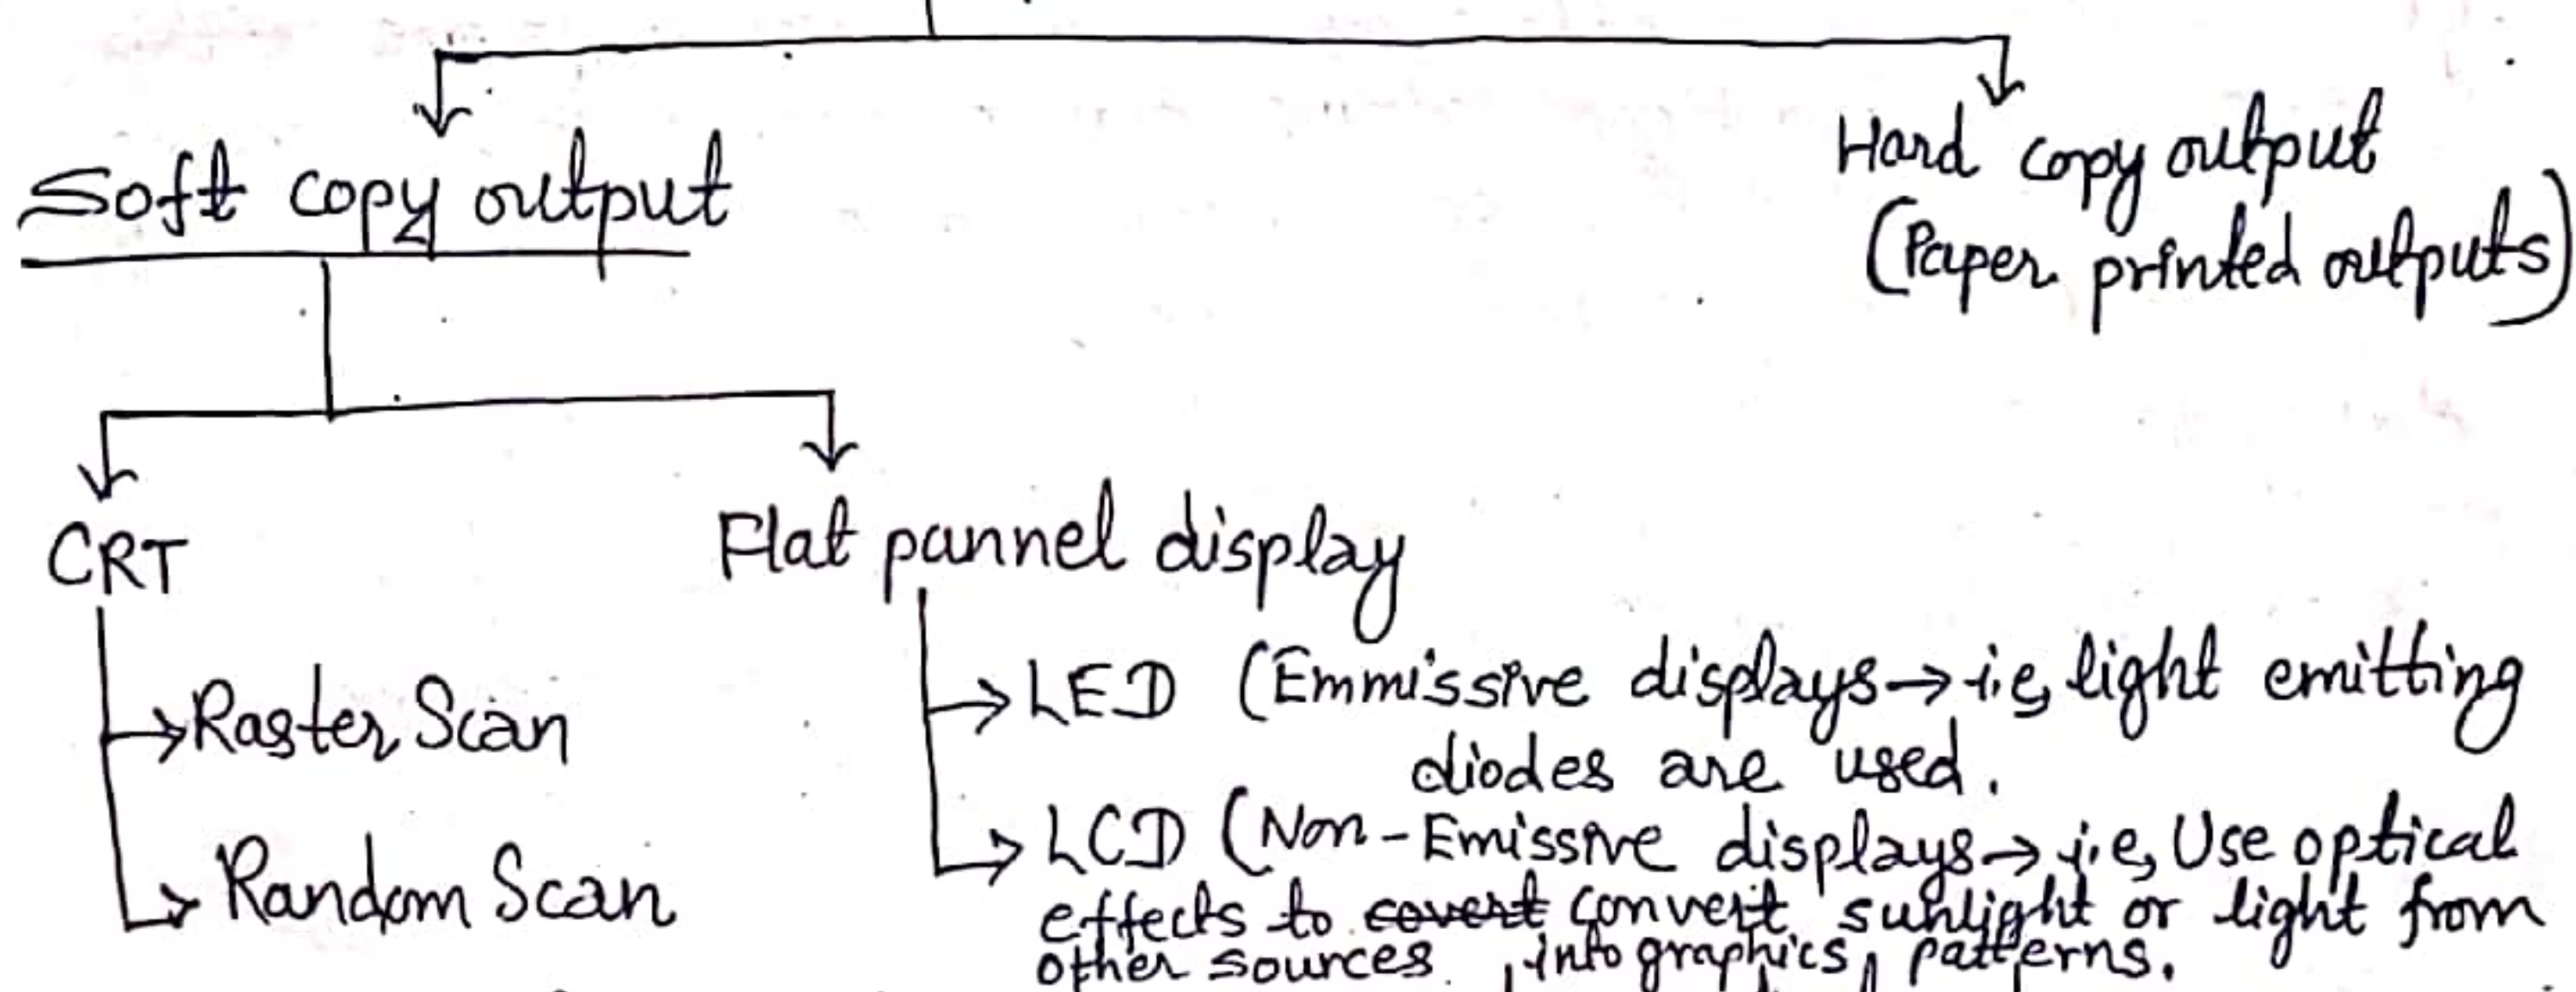 Soft copy output
Hard copy output
(Paper printed outputs)
CRT
Flat pannel display
→ Raster Scan
→ Random Scan
→ LED (Emmissive displays → i.e, light emitting
diodes are used.
→ LCD (Non-Emissive displays → i.e, Use optical
effects to covert convert sunlight or light from
other sources into graphics patterns.